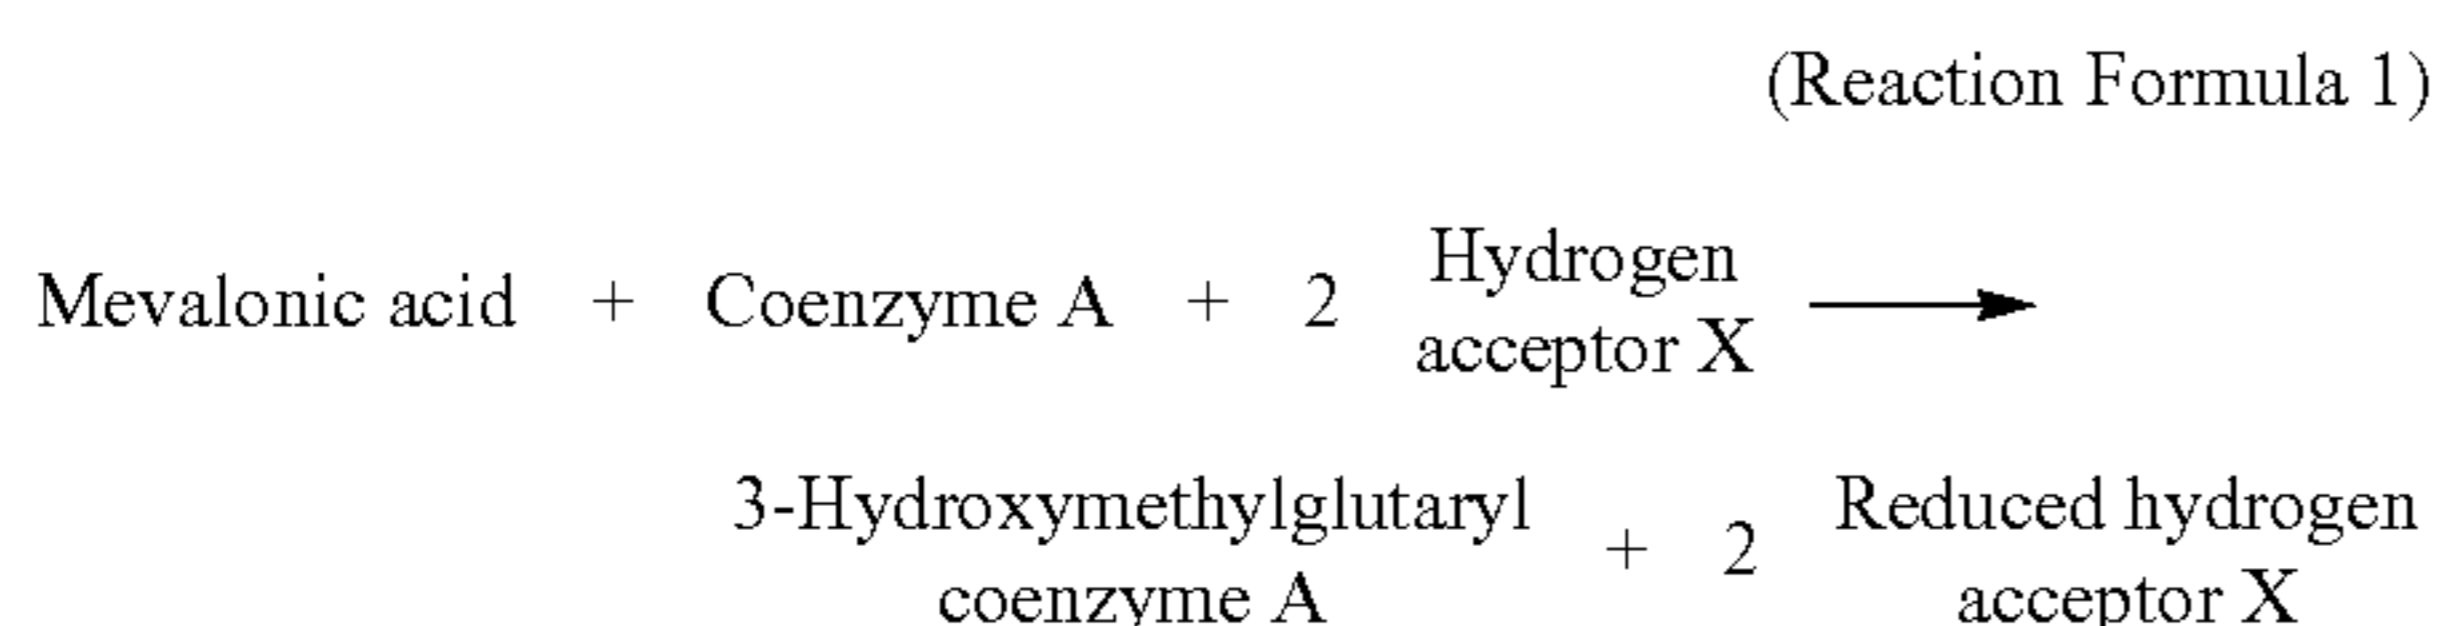 (Reaction Formula 1)
Mevalonic acid + Coenzyme A + 2 Hydrogen
acceptor X
3-Hydroxymethylglutaryl
coenzyme A + 2 Reduced hydrogen
acceptor X